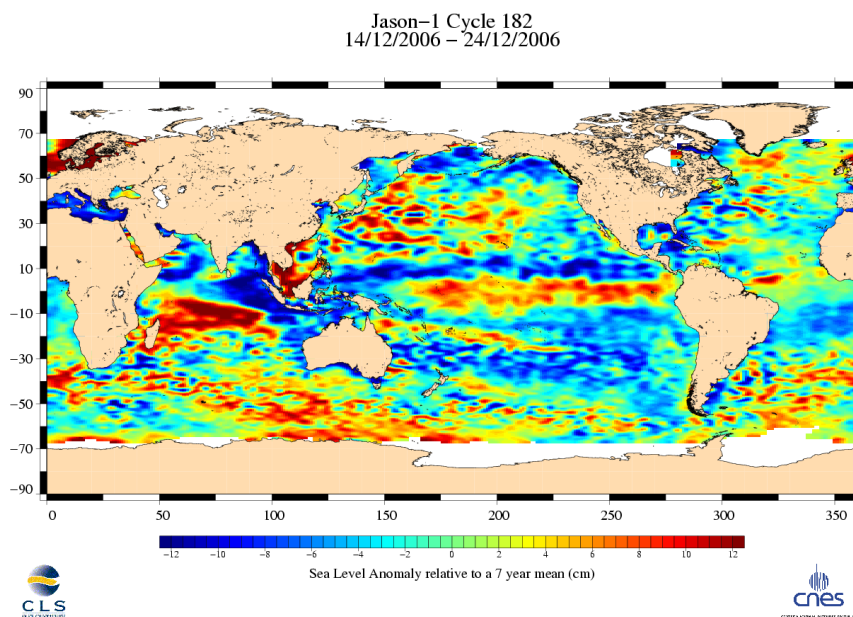 Jason-1 Cycle 182
14/12/2006 – 24/12/2006
90
70
50
30
10
−10
−30
−50
−70
−90
0 50 100 150 200 250 300 350
−12 −10 −8 −6 −4 −2 0 2 4 6 8 10 12
Sea Level Anomaly relative to a 7 year mean (cm)
CLS
cnes